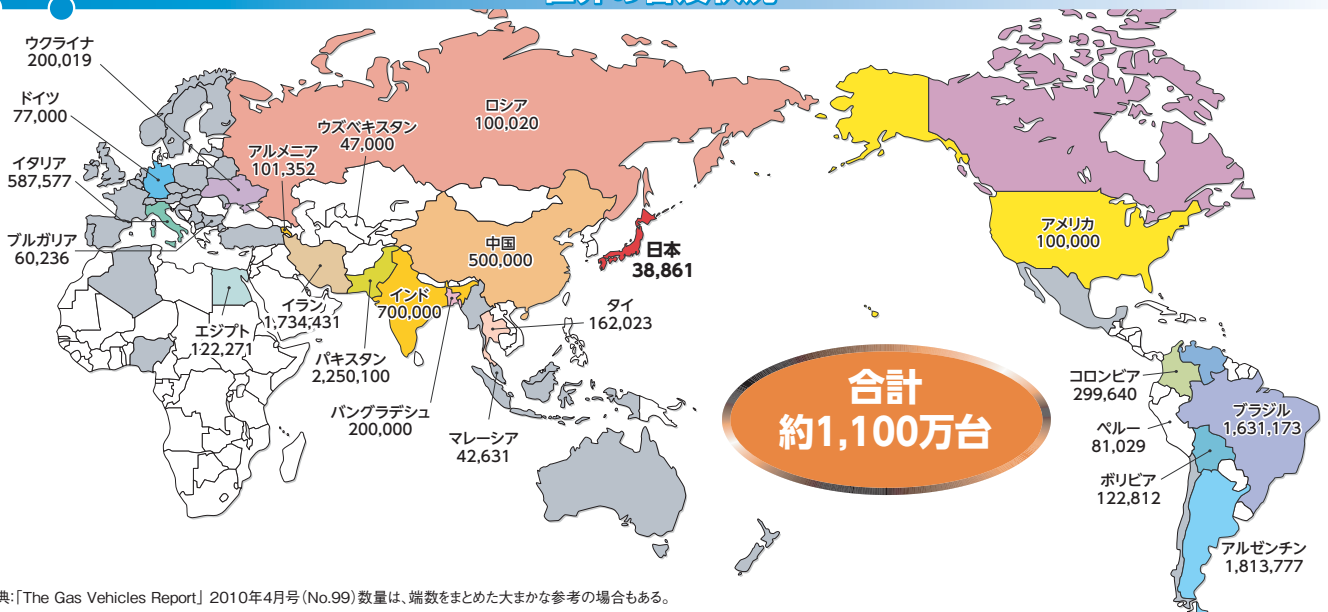 世界の普及状況
ウクライナ
200,019
ドイツ
77,000
イタリア
587,577
ブルガリア
60,236
ロシア
100,020
ウズベキスタン
47,000
アルメニア
101,352
中国
500,000
日本
38,861
アメリカ
100,000
イラン
1,734,431
インド
700,000
タイ
162,023
エジプト
122,271
パキスタン
2,250,100
バングラデシュ
200,000
マレーシア
42,631
合計
約1,100万台
コロンビア
299,640
ペルー
81,029
ブラジル
1,631,173
ボリビア
122,812
アルゼンチン
1,813,777
典:「The Gas Vehicles Report」 2010年4月号(No.99)数量は、端数をまとめた大まかな参考の場合もある。